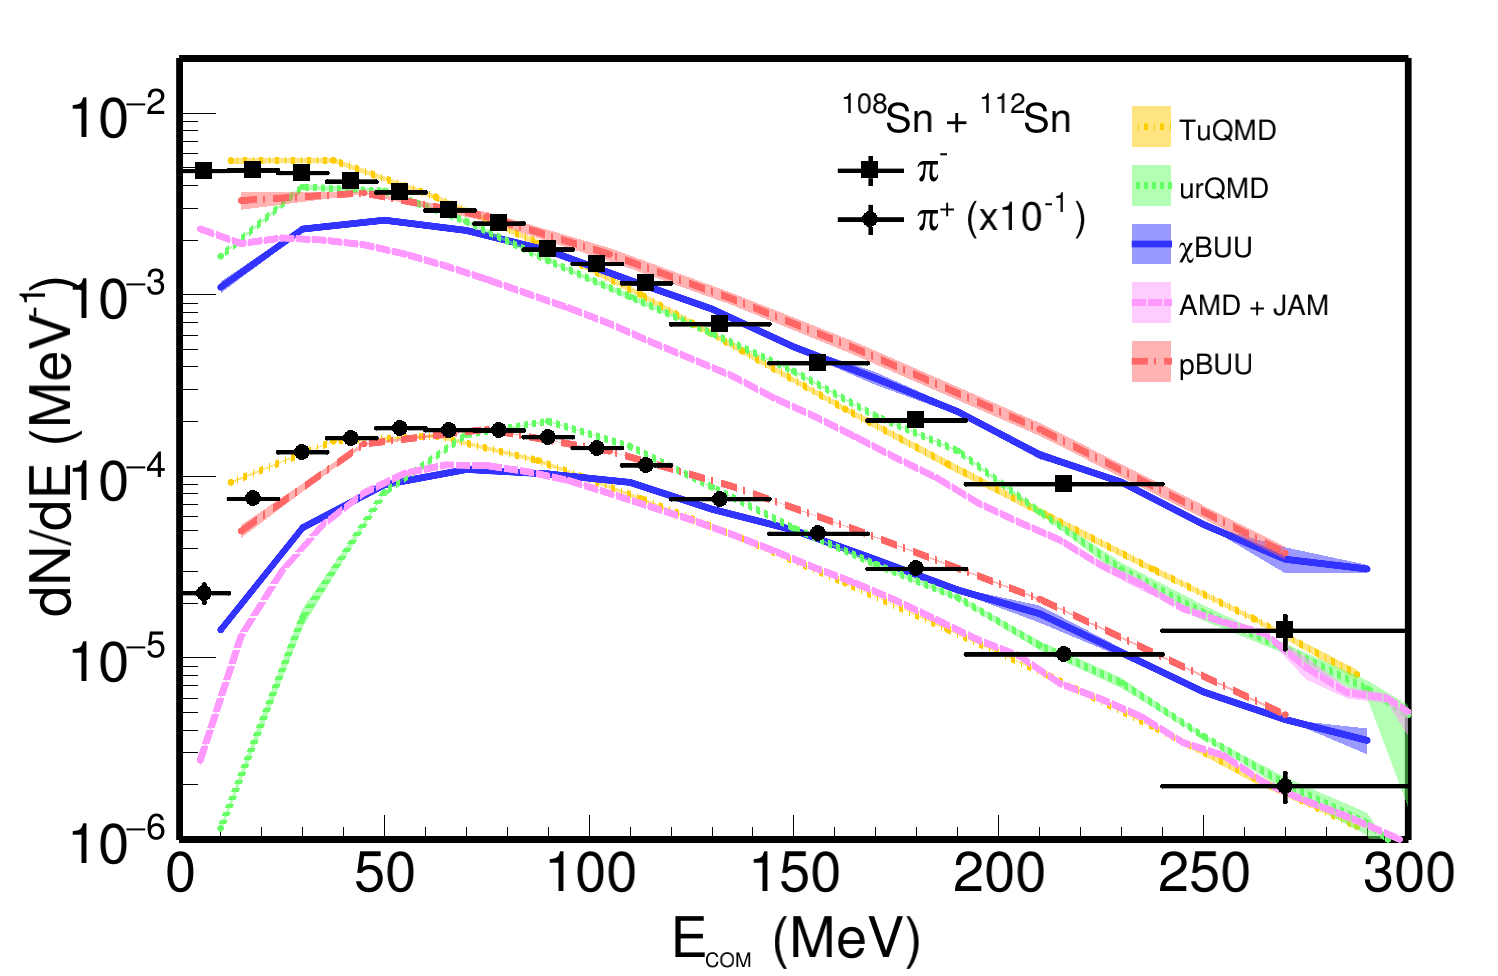 10⁻²
10⁻³
10⁻⁴
10⁻⁵
10⁻⁶
dN/dE (MeV⁻¹)
¹⁰⁸Sn + ¹¹²Sn
π⁻
π⁺ (x10⁻¹)
TuQMD
urQMD
χBUU
AMD + JAM
pBUU
0 50 100 150 200 250 300
E_COM (MeV)